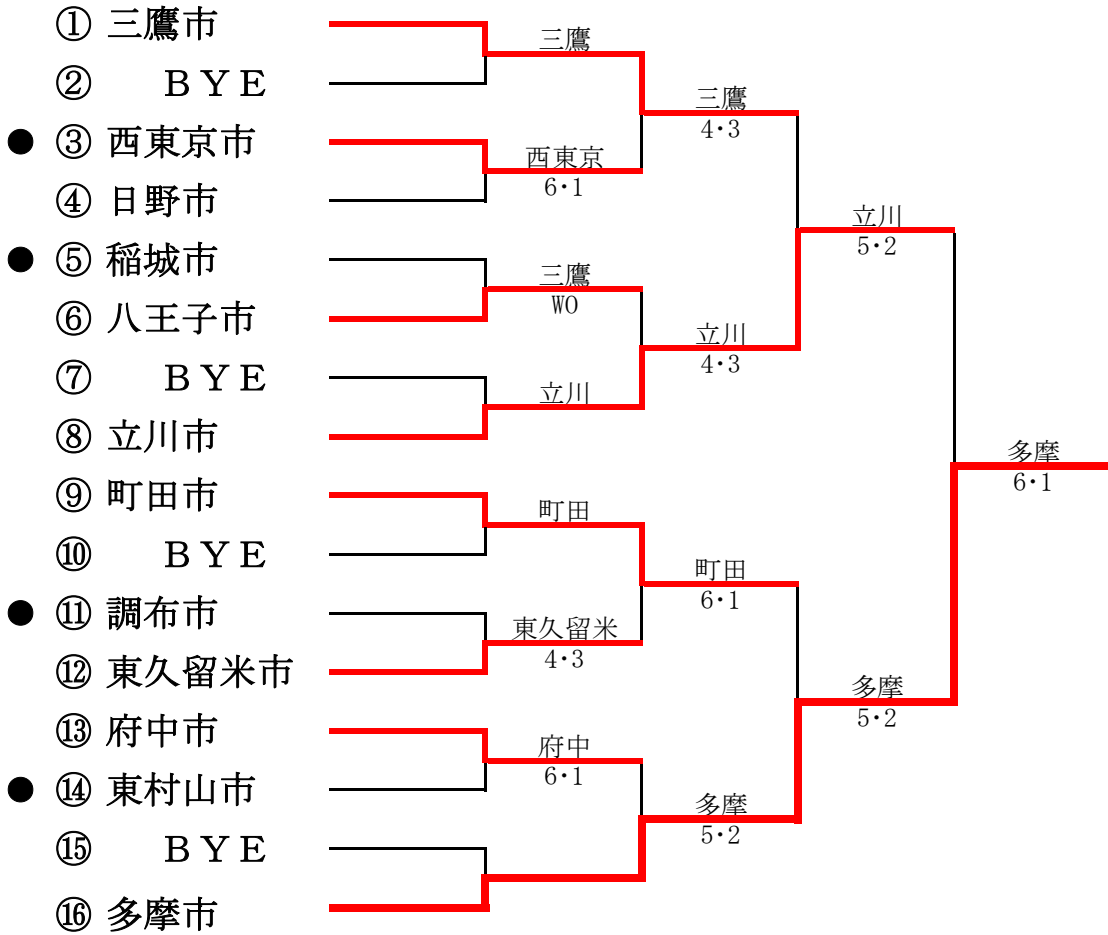 ① 三鷹市
② ＢＹＥ
● ③ 西東京市
④ 日野市
● ⑤ 稲城市
⑥ 八王子市
⑦ ＢＹＥ
⑧ 立川市
⑨ 町田市
⑩ ＢＹＥ
● ⑪ 調布市
⑫ 東久留米市
⑬ 府中市
● ⑭ 東村山市
⑮ ＢＹＥ
⑯ 多摩市
三鷹
西東京
6・1
三鷹
WO
立川
町田
東久留米
4・3
府中
6・1
三鷹
4・3
立川
4・3
町田
6・1
多摩
5・2
立川
5・2
多摩
5・2
多摩
6・1